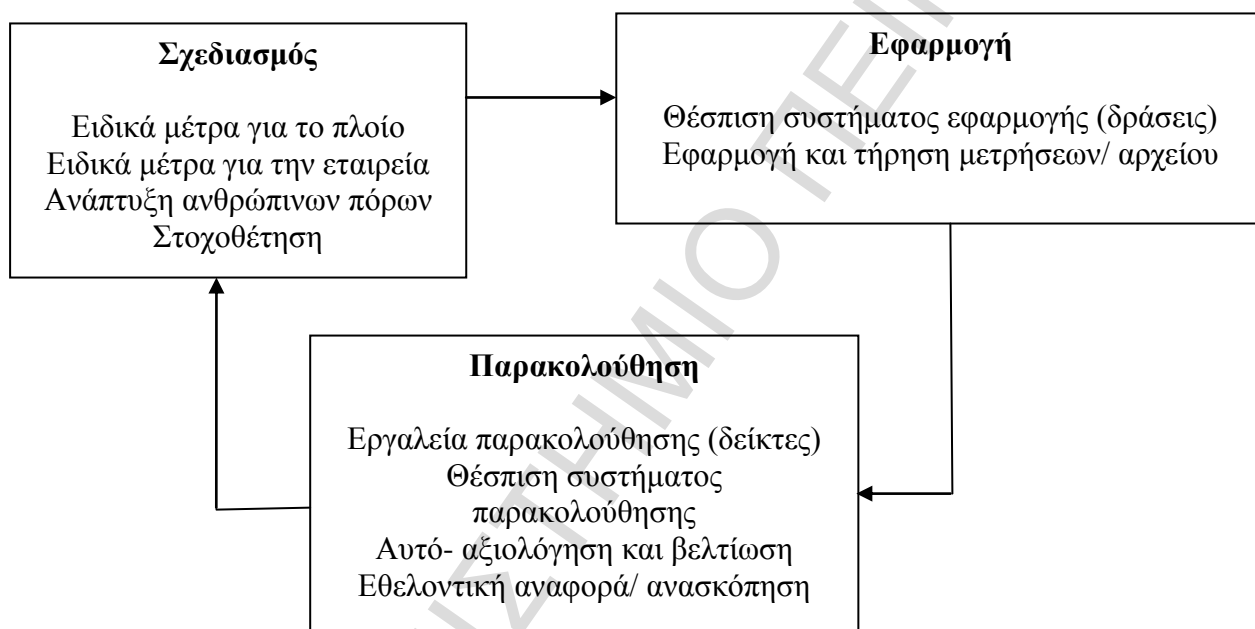 Σχεδιασμός
Ειδικά μέτρα για το πλοίο
Ειδικά μέτρα για την εταιρεία
Ανάπτυξη ανθρώπινων πόρων
Στοχοθέτηση
Εφαρμογή
Θέσπιση συστήματος εφαρμογής (δράσεις)
Εφαρμογή και τήρηση μετρήσεων/ αρχείου
Παρακολούθηση
Εργαλεία παρακολούθησης (δείκτες)
Θέσπιση συστήματος
παρακολούθησης
Αυτό- αξιολόγηση και βελτίωση
Εθελοντική αναφορά/ ανασκόπηση